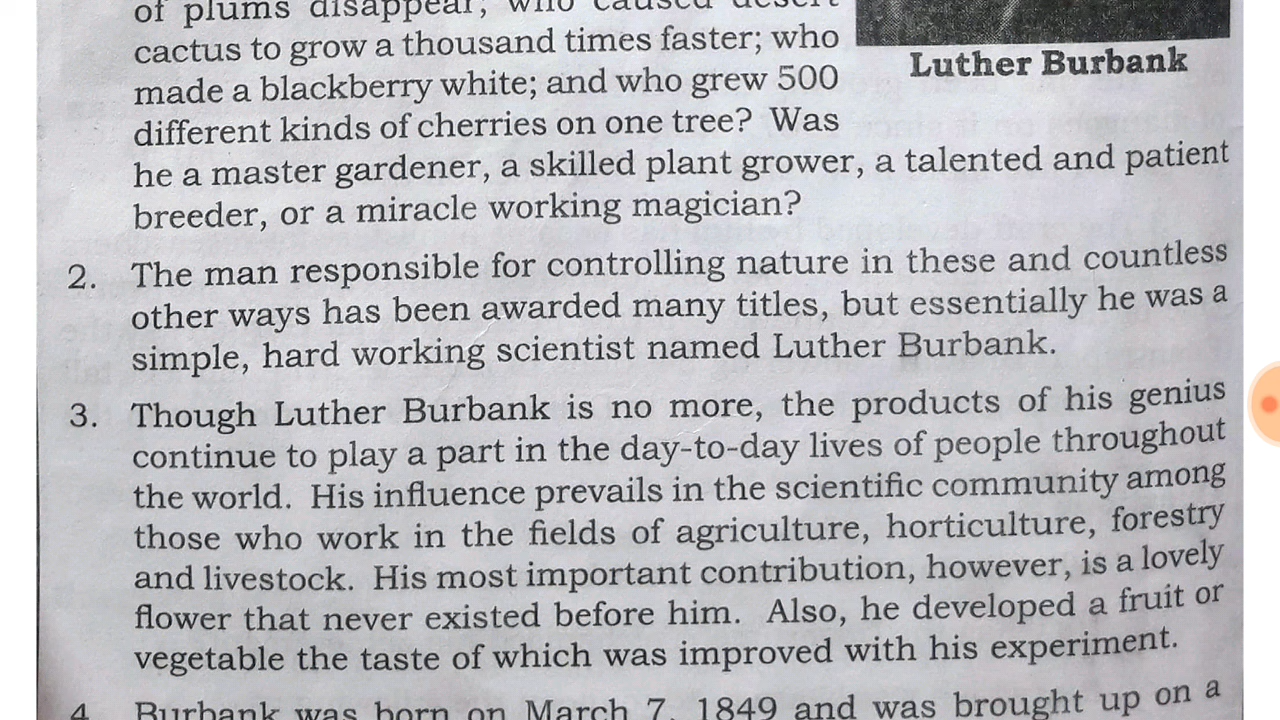 of plums disappear; who caused desert
cactus to grow a thousand times faster; who
made a blackberry white; and who grew 500
different kinds of cherries on one tree? Was
he a master gardener, a skilled plant grower, a talented and patient
breeder, or a miracle working magician?
Luther Burbank
2. The man responsible for controlling nature in these and countless
other ways has been awarded many titles, but essentially he was a
simple, hard working scientist named Luther Burbank.
3. Though Luther Burbank is no more, the products of his genius
continue to play a part in the day-to-day lives of people throughout
the world. His influence prevails in the scientific community among
those who work in the fields of agriculture, horticulture, forestry
and livestock. His most important contribution, however, is a lovely
flower that never existed before him. Also, he developed a fruit or
vegetable the taste of which was improved with his experiment.
4 Burbank was born on March 7, 1849 and was brought up on a